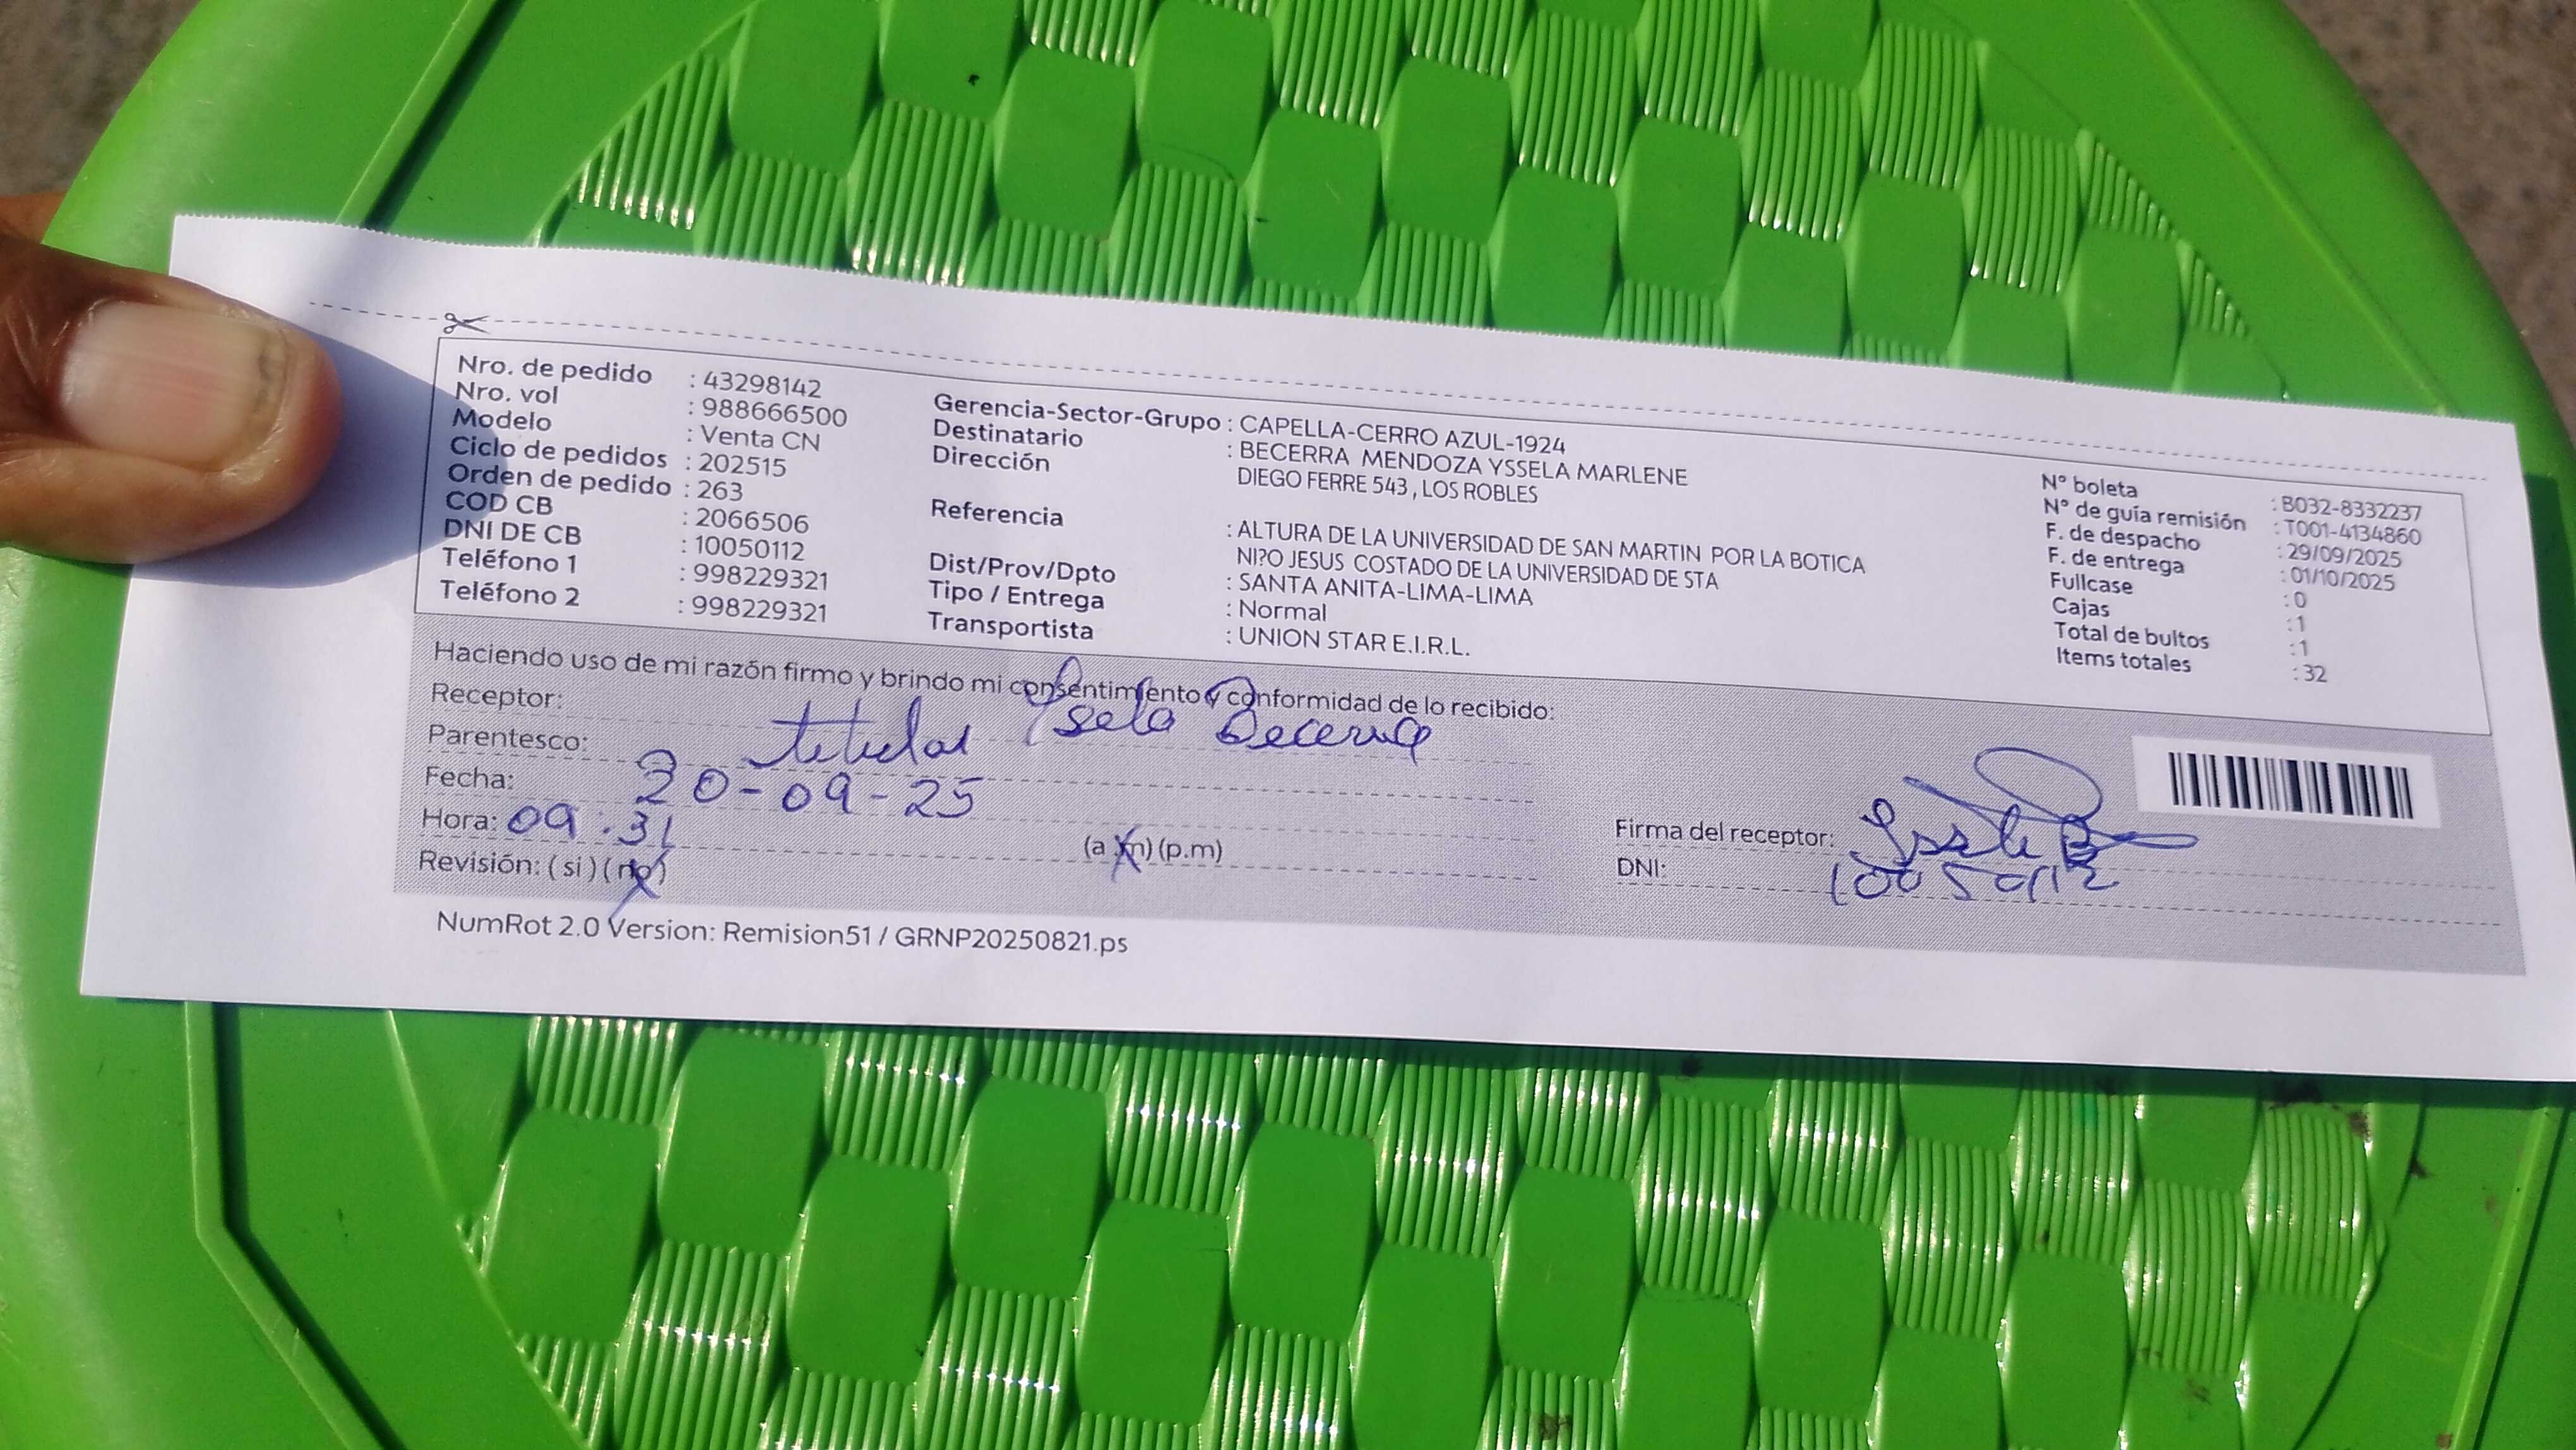 Nro. de pedido : 43298142
Nro. vol : 988666500
Modelo : Venta CN
Ciclo de pedidos : 202515
Orden de pedido : 263
COD CB : 2066506
DNI DE CB : 10050112
Teléfono 1 : 998229321
Teléfono 2 : 998229321
Gerencia-Sector-Grupo : CAPELLA-CERRO AZUL-1924
Destinatario : BECERRA MENDOZA YSSELA MARLENE
Dirección DIEGO FERRE 543 , LOS ROBLES
Referencia : ALTURA DE LA UNIVERSIDAD DE SAN MARTIN POR LA BOTICA
NI?O JESUS COSTADO DE LA UNIVERSIDAD DE STA
Dist/Prov/Dpto : SANTA ANITA-LIMA-LIMA
Tipo / Entrega : Normal
Transportista : UNION STAR E.I.R.L.
N° boleta : B032-8332237
N° de guía remisión : T001-4134860
F. de despacho : 29/09/2025
F. de entrega : 01/10/2025
Fullcase : 0
Cajas : 1
Total de bultos : 1
Items totales : 32
Haciendo uso de mi razón firmo y brindo mi consentimiento y conformidad de lo recibido:
Receptor: Ysela Becerra
Parentesco: titular
Fecha: 30-09-25
Hora: 09:31 (a.m) (p.m)
Revisión: (si) (no)
Firma del receptor:
DNI: 10050112
NumRot 2.0 Version: Remision51 / GRNP20250821.ps